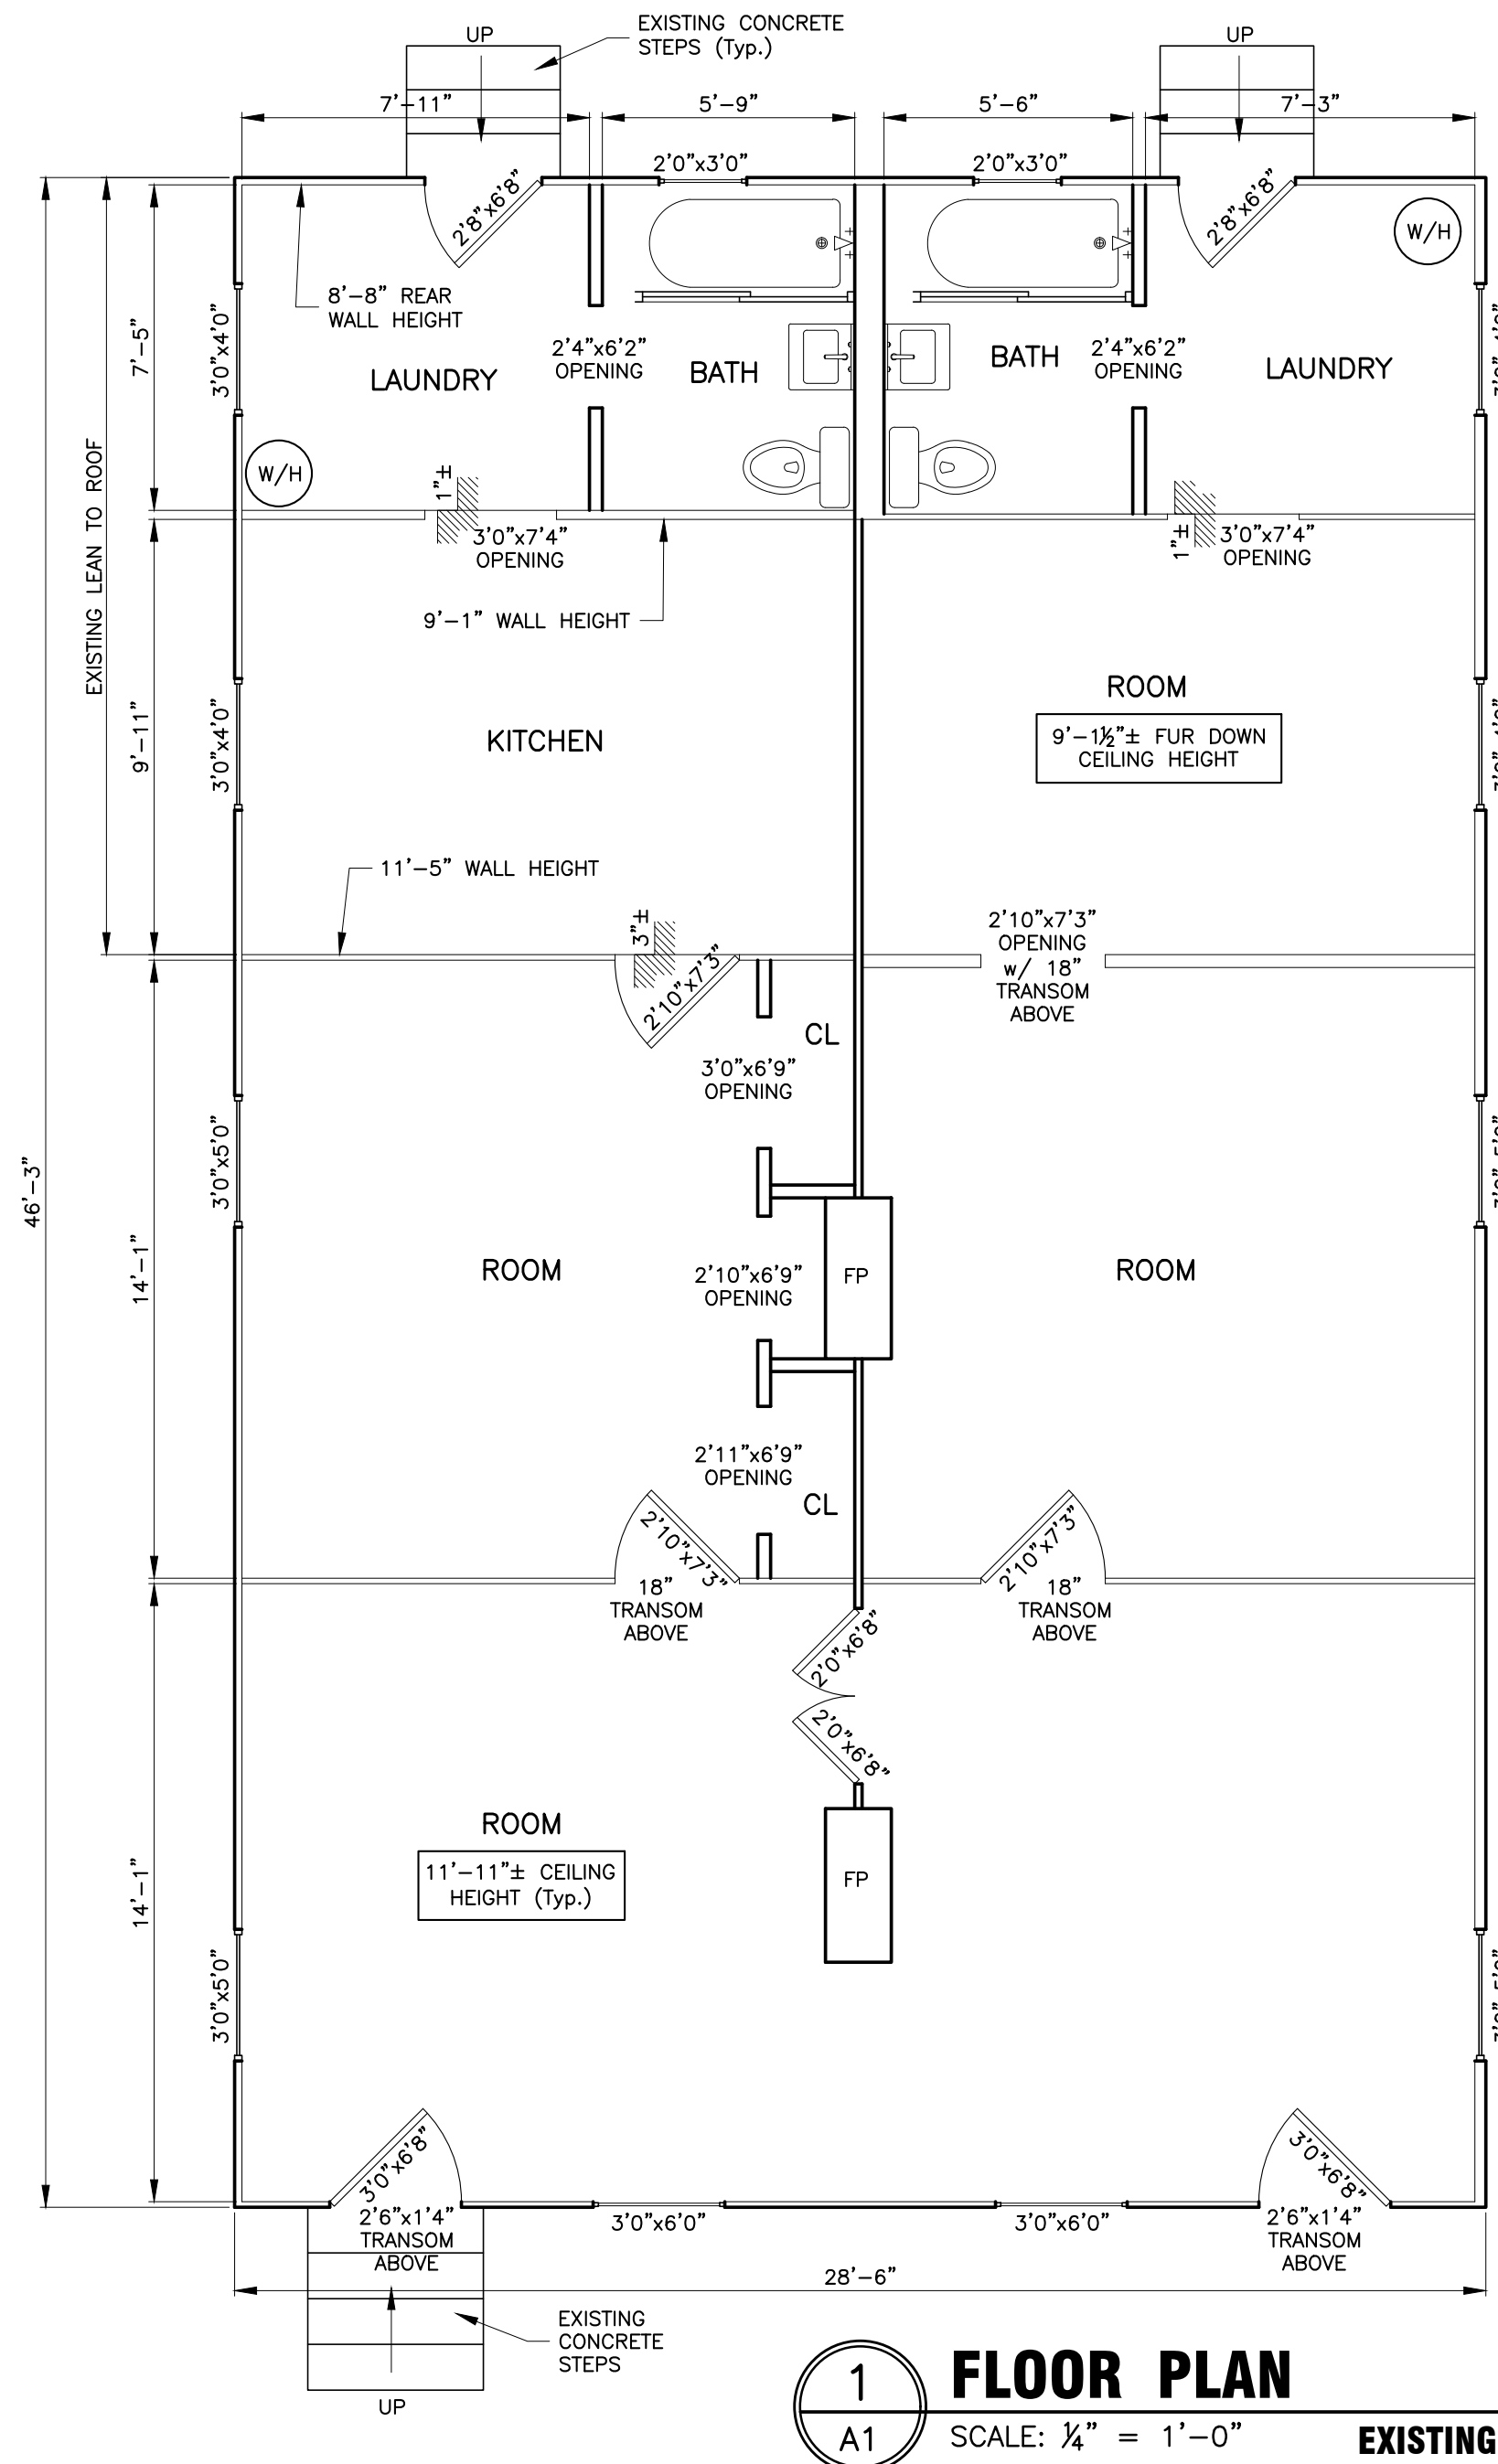 UP
EXISTING CONCRETE
STEPS (Typ.)
UP
7'-11"
5'-9"
5'-6"
7'-3"
2'0"x3'0"
2'0"x3'0"
2'8"x6'8"
2'8"x6'8"
W/H
8'-8" REAR
WALL HEIGHT
3'0"x4'0"
7'-5"
2'4"x6'2"
OPENING
BATH
BATH
2'4"x6'2"
OPENING
LAUNDRY
LAUNDRY
W/H
1"±
3'0"x7'4"
OPENING
1"±
3'0"x7'4"
OPENING
EXISTING LEAN TO ROOF
9'-1" WALL HEIGHT
ROOM
9'-1½"± FUR DOWN
CEILING HEIGHT
KITCHEN
3'0"x4'0"
9'-11"
11'-5" WALL HEIGHT
3"±
2'10"x7'3"
2'10"x7'3"
OPENING
w/ 18"
TRANSOM
ABOVE
CL
3'0"x6'9"
OPENING
3'0"x5'0"
46'-3"
14'-1"
ROOM
2'10"x6'9"
OPENING
FP
ROOM
2'11"x6'9"
OPENING
CL
2'10"x7'3"
18"
TRANSOM
ABOVE
2'10"x7'3"
18"
TRANSOM
ABOVE
2'0"x6'8"
2'0"x6'8"
ROOM
11'-11"± CEILING
HEIGHT (Typ.)
FP
14'-1"
3'0"x5'0"
3'0"x6'8"
2'6"x1'4"
TRANSOM
ABOVE
3'0"x6'0"
3'0"x6'0"
3'0"x6'8"
2'6"x1'4"
TRANSOM
ABOVE
28'-6"
EXISTING
CONCRETE
STEPS
UP
1
A1
FLOOR PLAN
SCALE: ¼" = 1'-0"
EXISTING